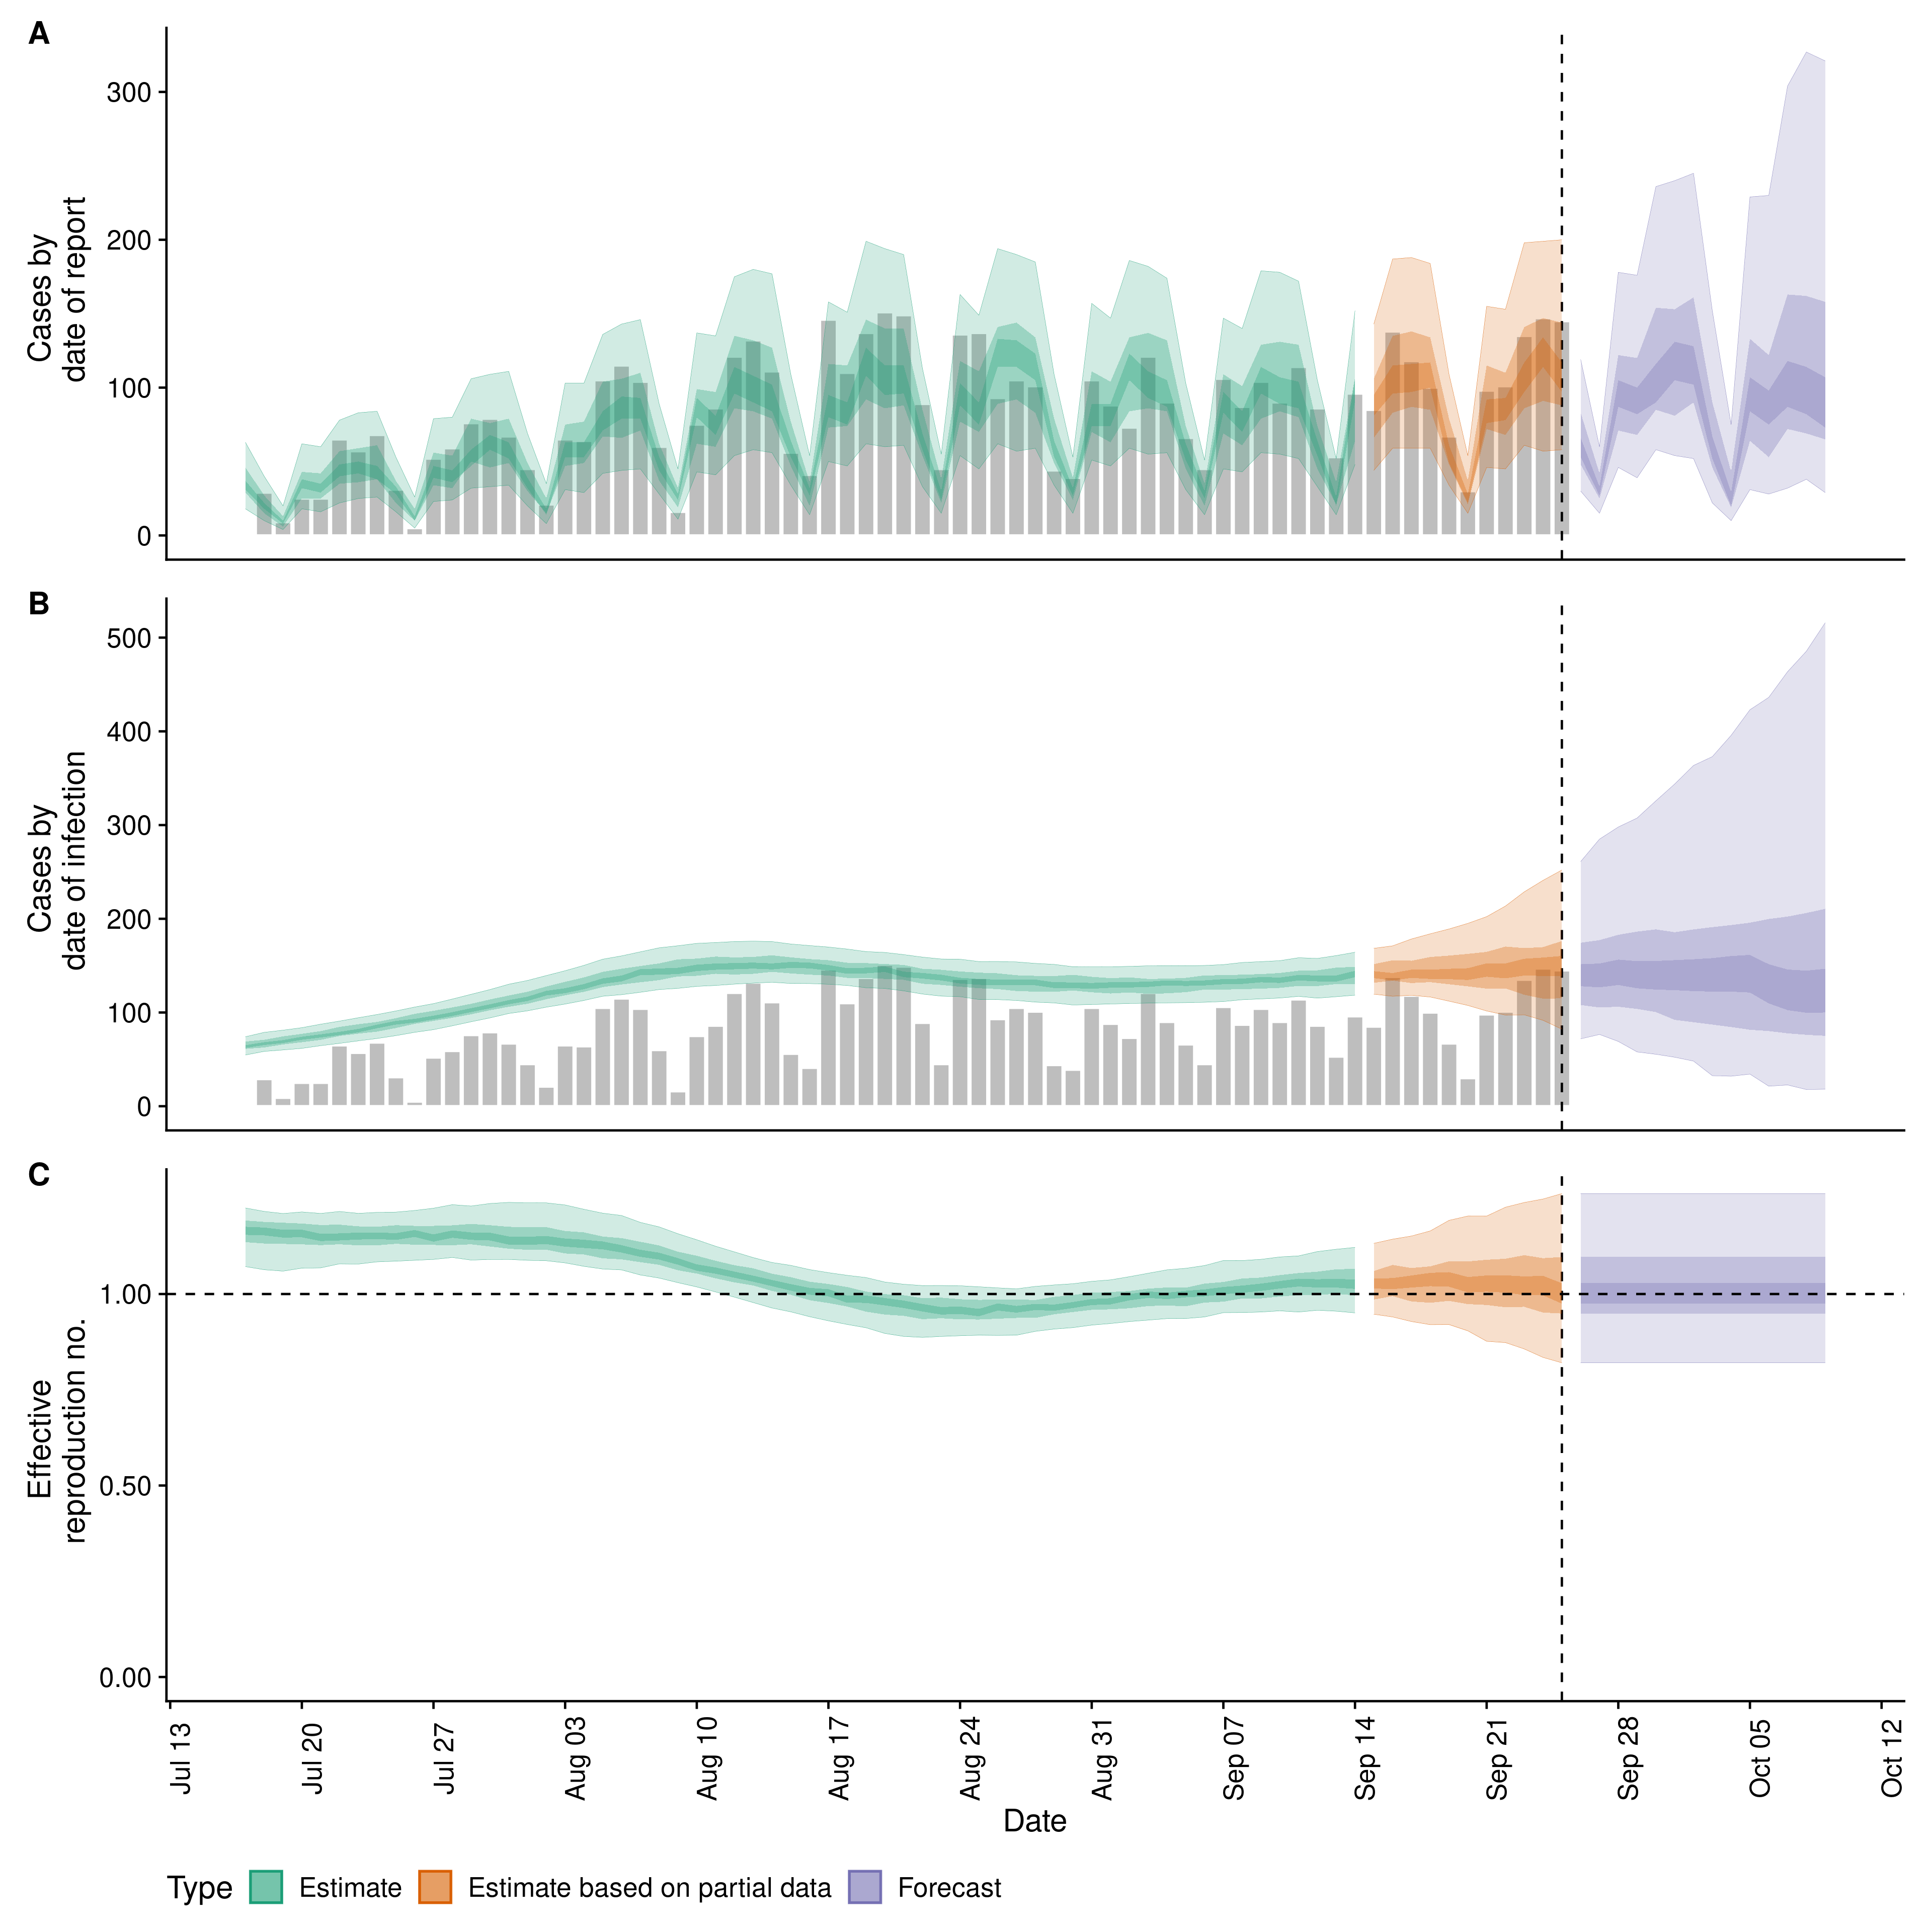 A
300
200
100
0
Cases by
date of report
B
500
400
300
200
100
0
Cases by
date of infection
C
1.00
0.50
0.00
Effective
reproduction no.
Jul 13
Jul 20
Jul 27
Aug 03
Aug 10
Aug 17
Aug 24
Aug 31
Sep 07
Sep 14
Sep 21
Sep 28
Oct 05
Oct 12
Date
Type Estimate Estimate based on partial data Forecast